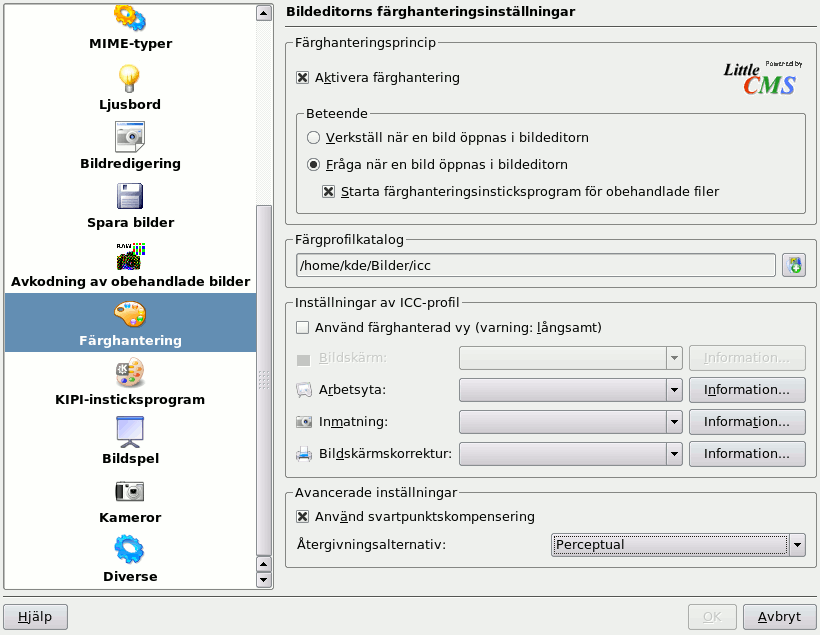 MIME-typer
Ljusbord
Bildredigering
Spara bilder
RAW
Avkodning av obehandlade bilder
Färghantering
KIPI-insticksprogram
Bildspel
Kameror
Diverse
Bildeditorns färghanteringsinställningar
Färghanteringsprincip
Aktivera färghantering
Powered by
Little
CMS
Beteende
Verkställ när en bild öppnas i bildeditorn
Fråga när en bild öppnas i bildeditorn
Starta färghanteringsinsticksprogram för obehandlade filer
Färgprofilkatalog
/home/kde/Bilder/icc
Inställningar av ICC-profil
Använd färghanterad vy (varning: långsamt)
Bildskärm: Information...
Arbetsyta: Information...
Inmatning: Information...
Bildskärmskorrektur: Information...
Avancerade inställningar
Använd svartpunktskompensering
Återgivningsalternativ: Perceptual
Hjälp OK Avbryt